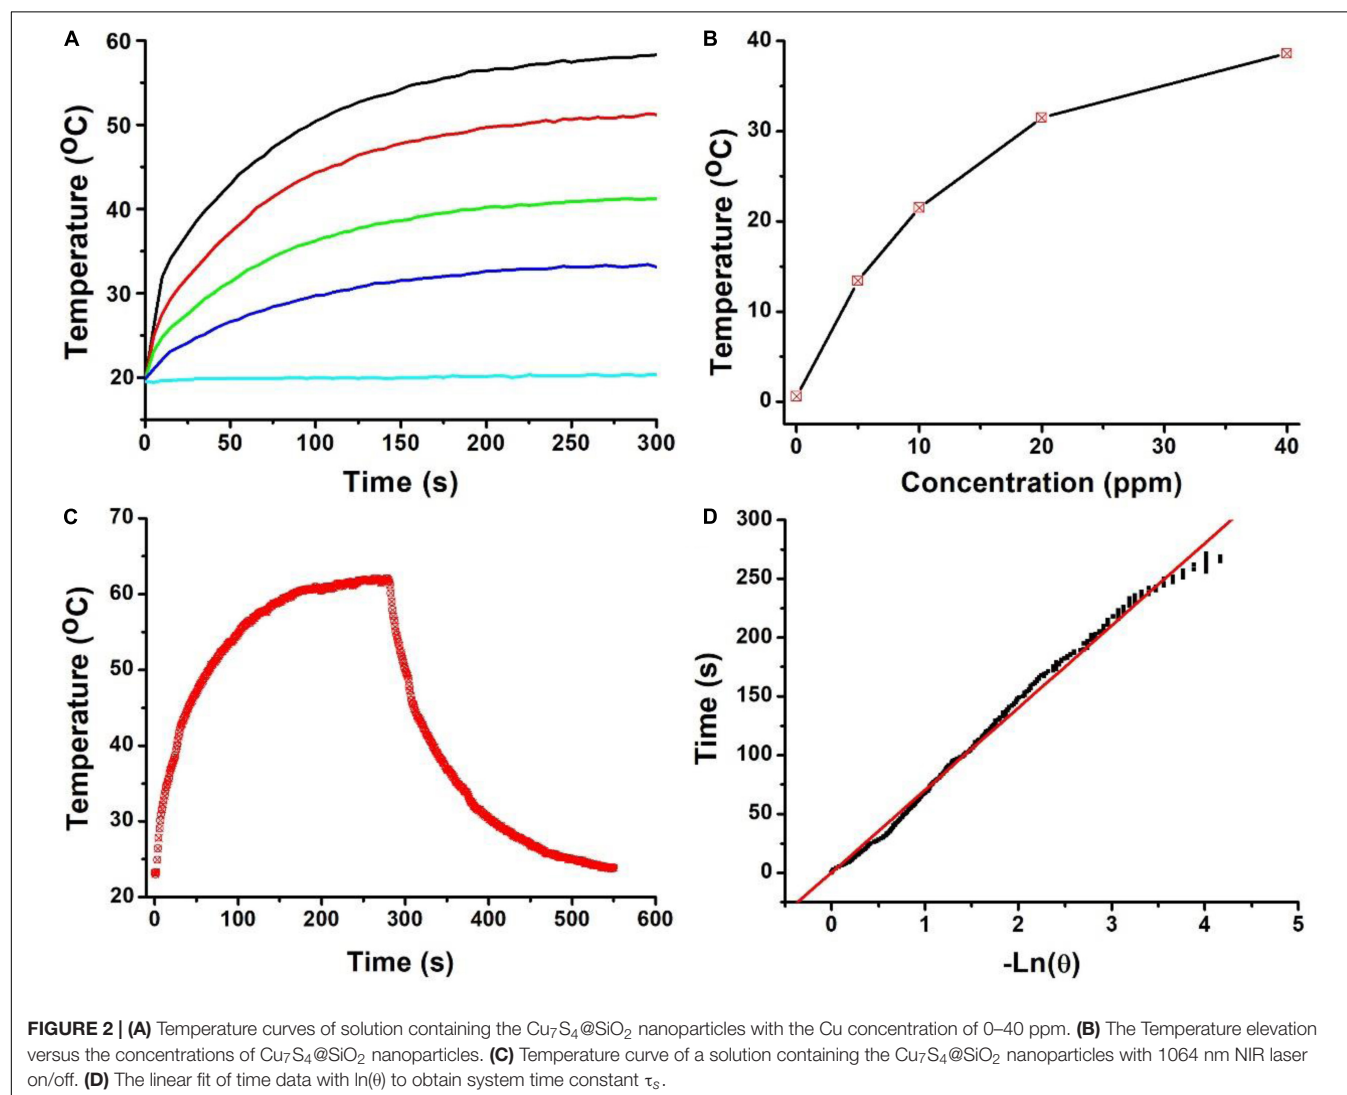 A
60
50
40
30
20
Temperature (°C)
0 50 100 150 200 250 300
Time (s)
B
40
30
20
10
0
Temperature (°C)
0 10 20 30 40
Concentration (ppm)
C
70
60
50
40
30
20
Temperature (°C)
0 100 200 300 400 500 600
Time (s)
D
300
250
200
150
100
50
0
Time (s)
0 1 2 3 4 5
-Ln(θ)
FIGURE 2 | (A) Temperature curves of solution containing the Cu₇S₄@SiO₂ nanoparticles with the Cu concentration of 0–40 ppm. (B) The Temperature elevation
versus the concentrations of Cu₇S₄@SiO₂ nanoparticles. (C) Temperature curve of a solution containing the Cu₇S₄@SiO₂ nanoparticles with 1064 nm NIR laser
on/off. (D) The linear fit of time data with ln(θ) to obtain system time constant τₛ.